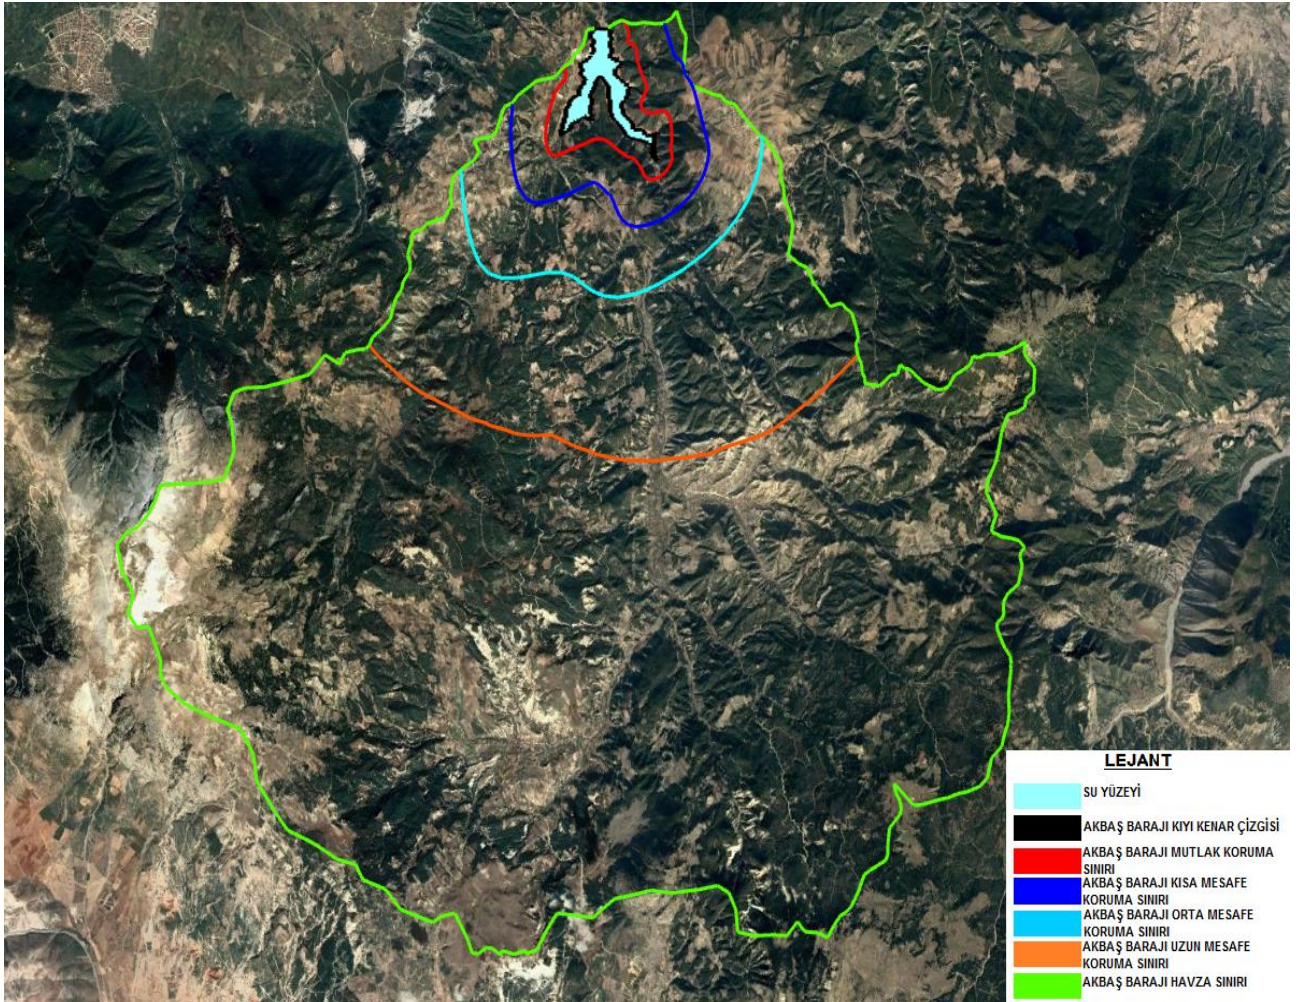 LEJANT
SU YÜZEYİ
AKBAŞ BARAJI KIYI KENAR ÇİZGİSİ
AKBAŞ BARAJI MUTLAK KORUMA
SINIRI
AKBAŞ BARAJI KISA MESAFE
KORUMA SINIRI
AKBAŞ BARAJI ORTA MESAFE
KORUMA SINIRI
AKBAŞ BARAJI UZUN MESAFE
KORUMA SINIRI
AKBAŞ BARAJI HAVZA SINIRI